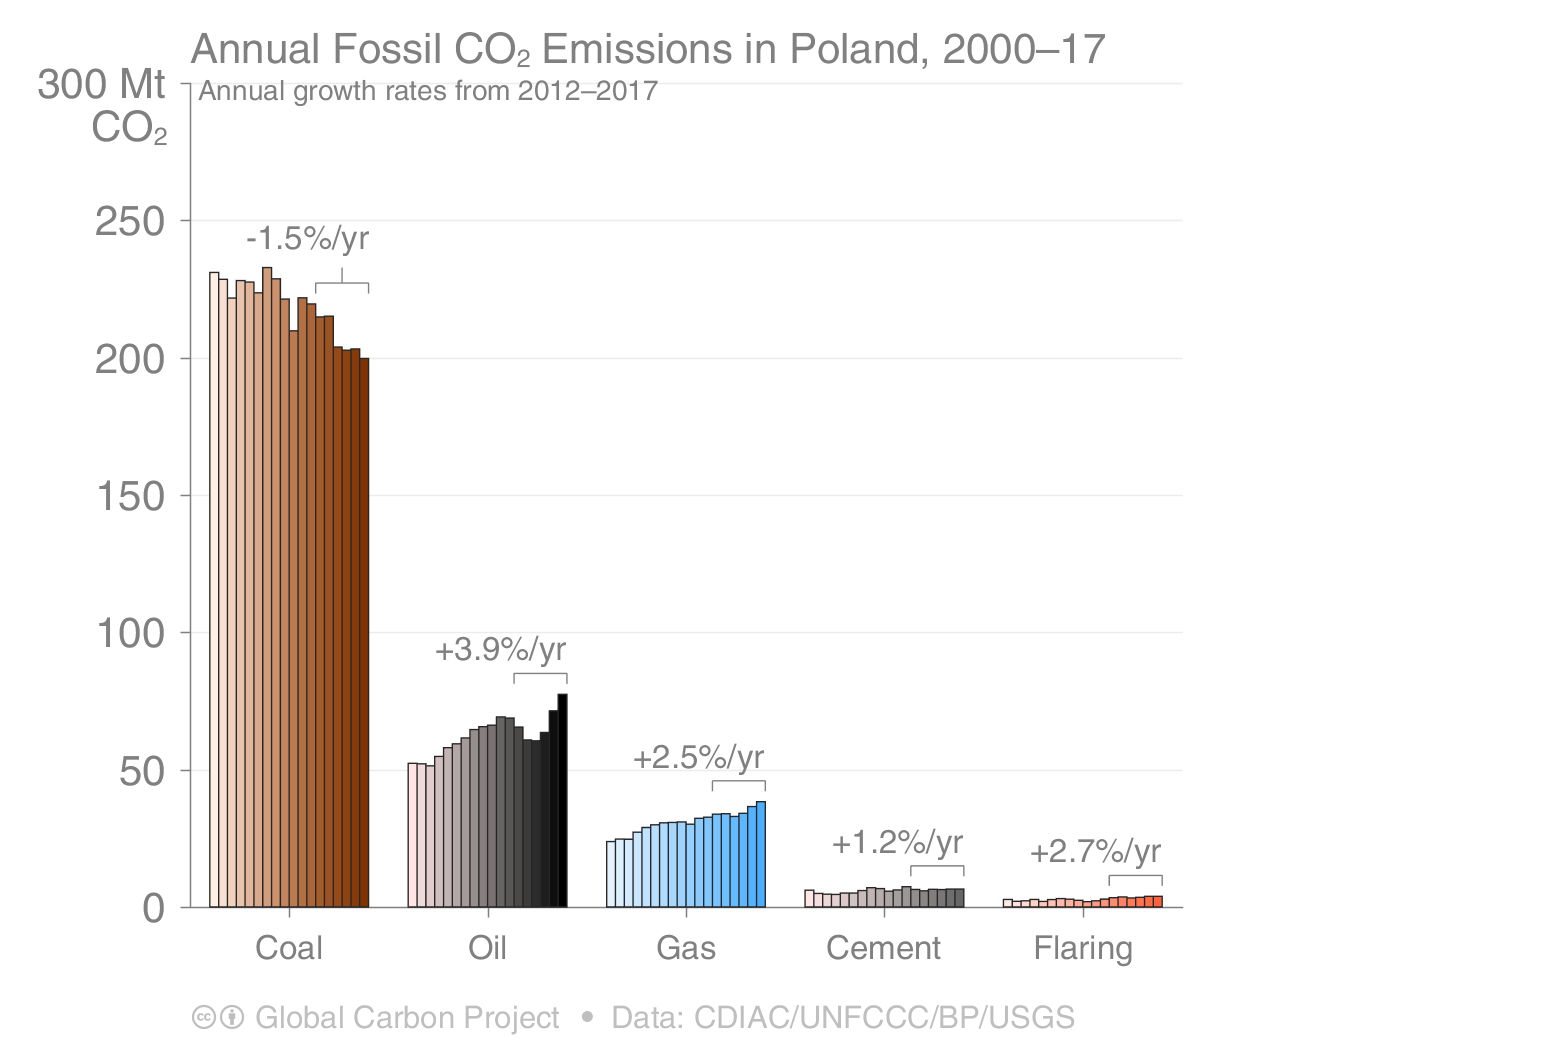 Annual Fossil CO₂ Emissions in Poland, 2000–17
300 Mt
CO₂
Annual growth rates from 2012–2017
250
-1.5%/yr
200
150
100
+3.9%/yr
50
+2.5%/yr
+1.2%/yr
+2.7%/yr
0
Coal Oil Gas Cement Flaring
cc Global Carbon Project • Data: CDIAC/UNFCCC/BP/USGS